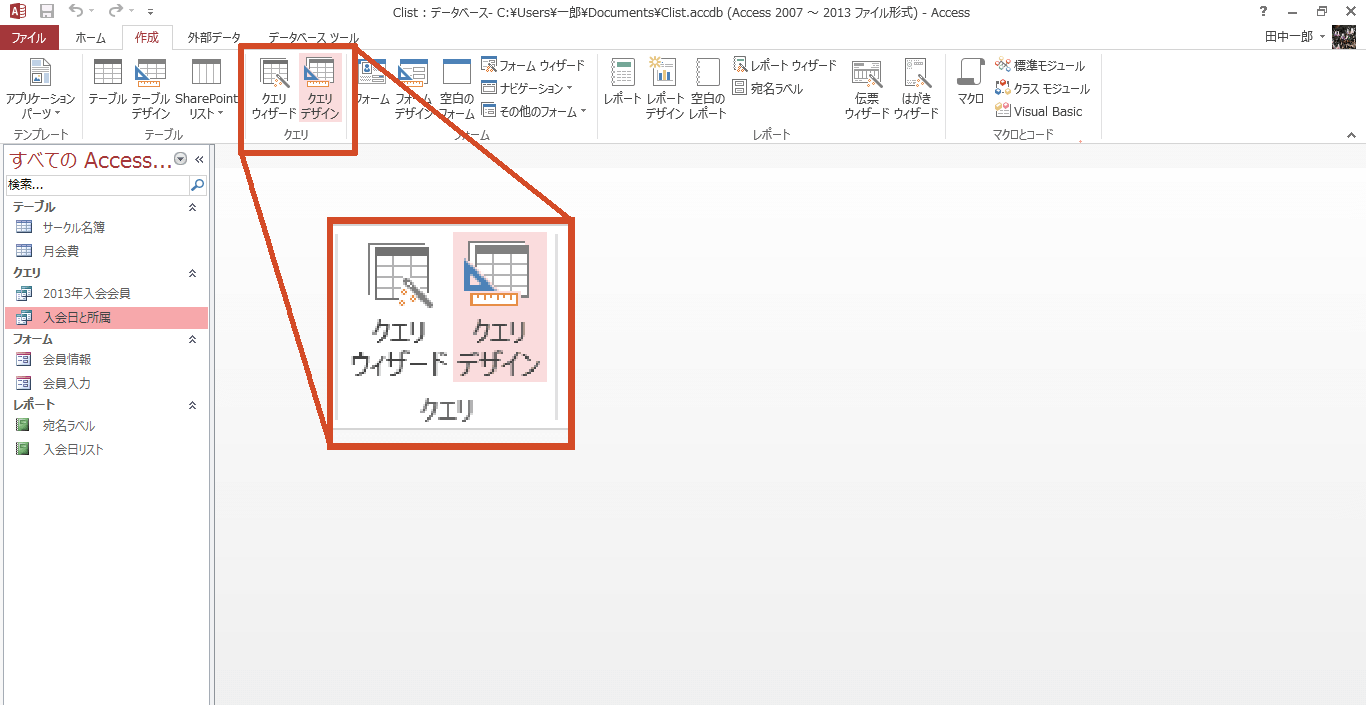 Clist : データベース- C:¥Users¥一郎¥Documents¥Clist.accdb (Access 2007 ～ 2013 ファイル形式) - Access
?
ファイル ホーム 作成 外部データ データベース ツール
田中一郎
アプリケーション
パーツ
テンプレート
テーブル
テーブル
デザイン
SharePoint
リスト
テーブル
クエリ
ウィザード
クエリ
デザイン
クエリ
フォーム
フォーム
デザイン
空白の
フォーム
フォーム ウィザード
ナビゲーション
その他のフォーム
フォーム
レポート
レポート
デザイン
空白の
レポート
レポート ウィザード
宛名ラベル
伝票
ウィザード
はがき
ウィザード
レポート
マクロ
標準モジュール
クラス モジュール
Visual Basic
マクロとコード
すべての Access...
検索...
テーブル
サークル名簿
月会費
クエリ
2013年入会会員
入会日と所属
フォーム
会員情報
会員入力
レポート
宛名ラベル
入会日リスト
クエリ
ウィザード
クエリ
デザイン
クエリ